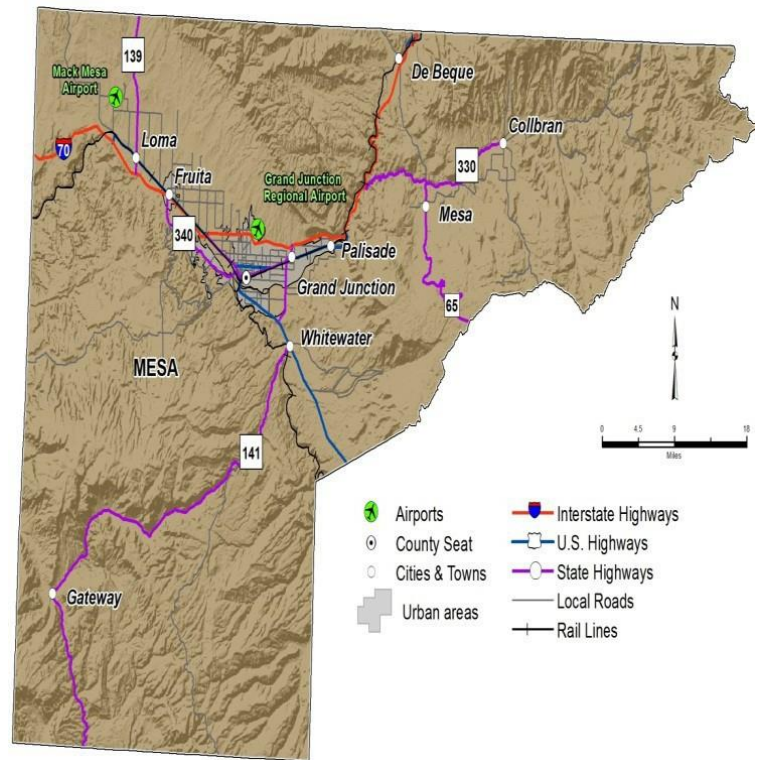 139
De Beque
Mack Mesa
Airport
Collbran
Loma
70
330
Fruita
Grand Junction
Regional Airport
Mesa
340
Palisade
Grand Junction
65
N
Whitewater
MESA
0 4.5 9 18
Miles
141
Airports
County Seat
Cities & Towns
Urban areas
Interstate Highways
U.S. Highways
State Highways
Local Roads
Rail Lines
Gateway